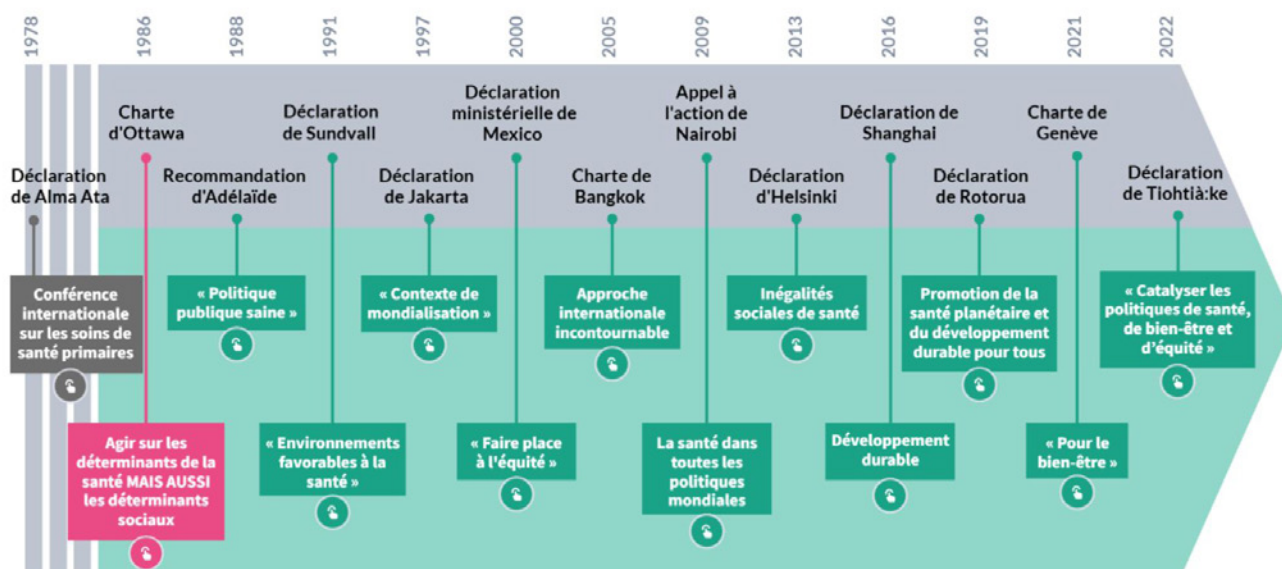 1978
1986
1988
1991
1997
2000
2005
2009
2013
2016
2019
2021
2022
Déclaration
de Alma Ata
Conférence
internationale
sur les soins de
santé primaires
Charte
d'Ottawa
Agir sur les
déterminants de la
santé MAIS AUSSI
les déterminants
sociaux
Recommandation
d'Adélaïde
« Politique
publique saine »
Déclaration
de Sundvall
« Environnements
favorables à la
santé »
Déclaration
de Jakarta
« Contexte de
mondialisation »
Déclaration
ministérielle de
Mexico
« Faire place
à l'équité »
Charte de
Bangkok
Approche
internationale
incontournable
Appel à
l'action de
Nairobi
La santé dans
toutes les
politiques
mondiales
Déclaration
d'Helsinki
Inégalités
sociales de santé
Déclaration de
Shanghai
Développement
durable
Déclaration
de Rotorua
Promotion de la
santé planétaire et
du développement
durable pour tous
Charte de
Genève
« Pour le
bien-être »
Déclaration
de Tiohtià:ke
« Catalyser les
politiques de santé,
de bien-être et
d'équité »